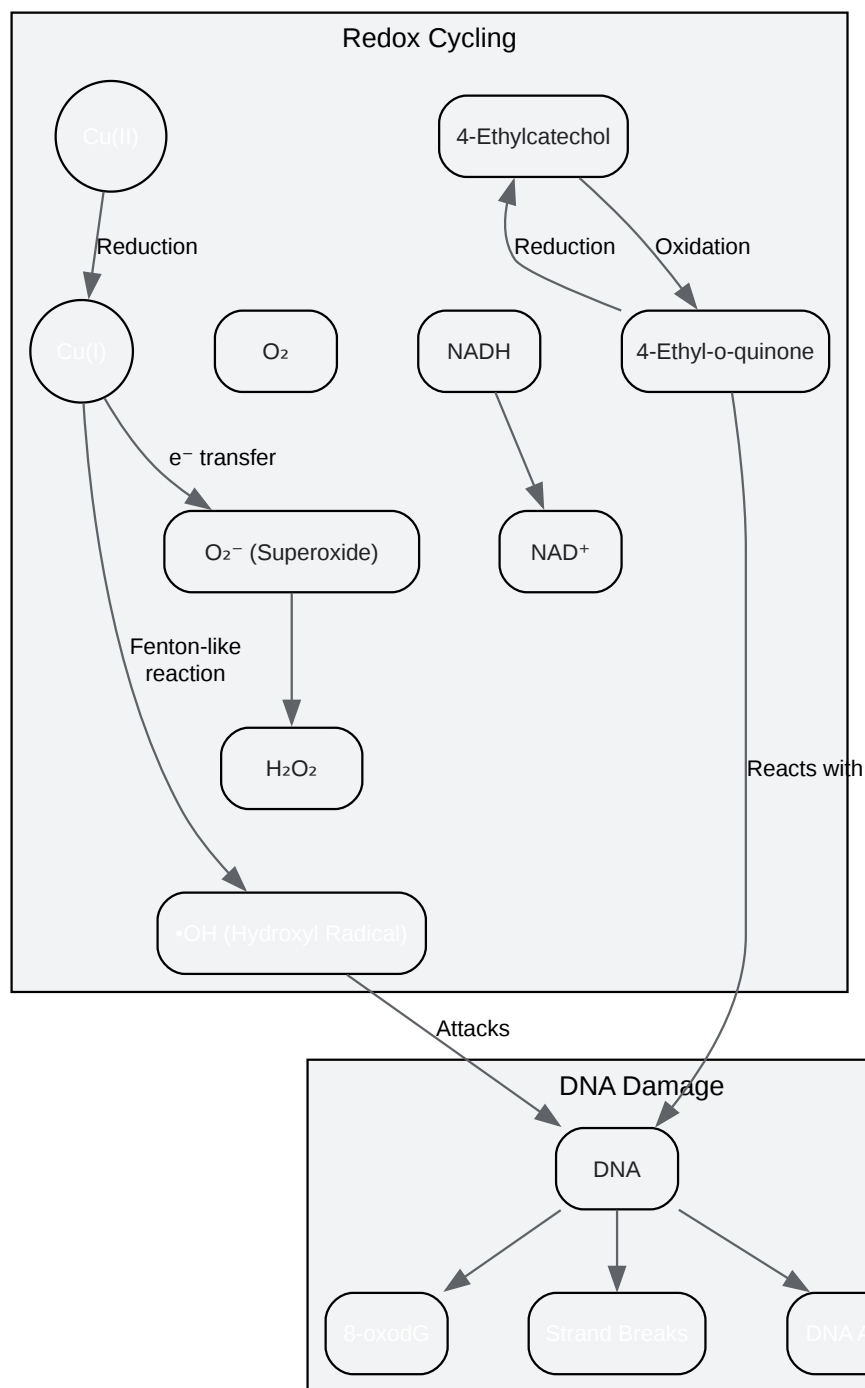 Redox Cycling
Cu(II)
4-Ethylcatechol
Reduction
Reduction
Oxidation
Cu(I)
O₂
NADH
4-Ethyl-o-quinone
e⁻ transfer
O₂⁻ (Superoxide)
NAD⁺
Fenton-like
reaction
H₂O₂
Reacts with
•OH (Hydroxyl Radical)
Attacks
DNA Damage
DNA
8-oxodG
Strand Breaks
DNA